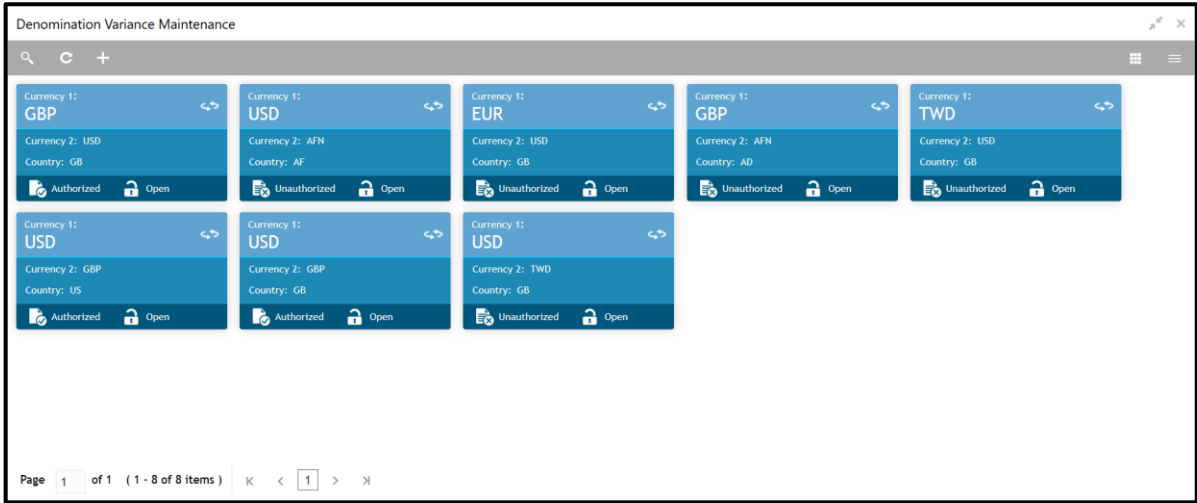 Denomination Variance Maintenance
Currency 1:
GBP
Currency 2: USD
Country: GB
Authorized Open
Currency 1:
USD
Currency 2: AFN
Country: AF
Unauthorized Open
Currency 1:
EUR
Currency 2: USD
Country: GB
Unauthorized Open
Currency 1:
GBP
Currency 2: AFN
Country: AD
Unauthorized Open
Currency 1:
TWD
Currency 2: USD
Country: GB
Unauthorized Open
Currency 1:
USD
Currency 2: GBP
Country: US
Authorized Open
Currency 1:
USD
Currency 2: GBP
Country: GB
Authorized Open
Currency 1:
USD
Currency 2: TWD
Country: GB
Unauthorized Open
Page 1 of 1 ( 1 - 8 of 8 items ) 1